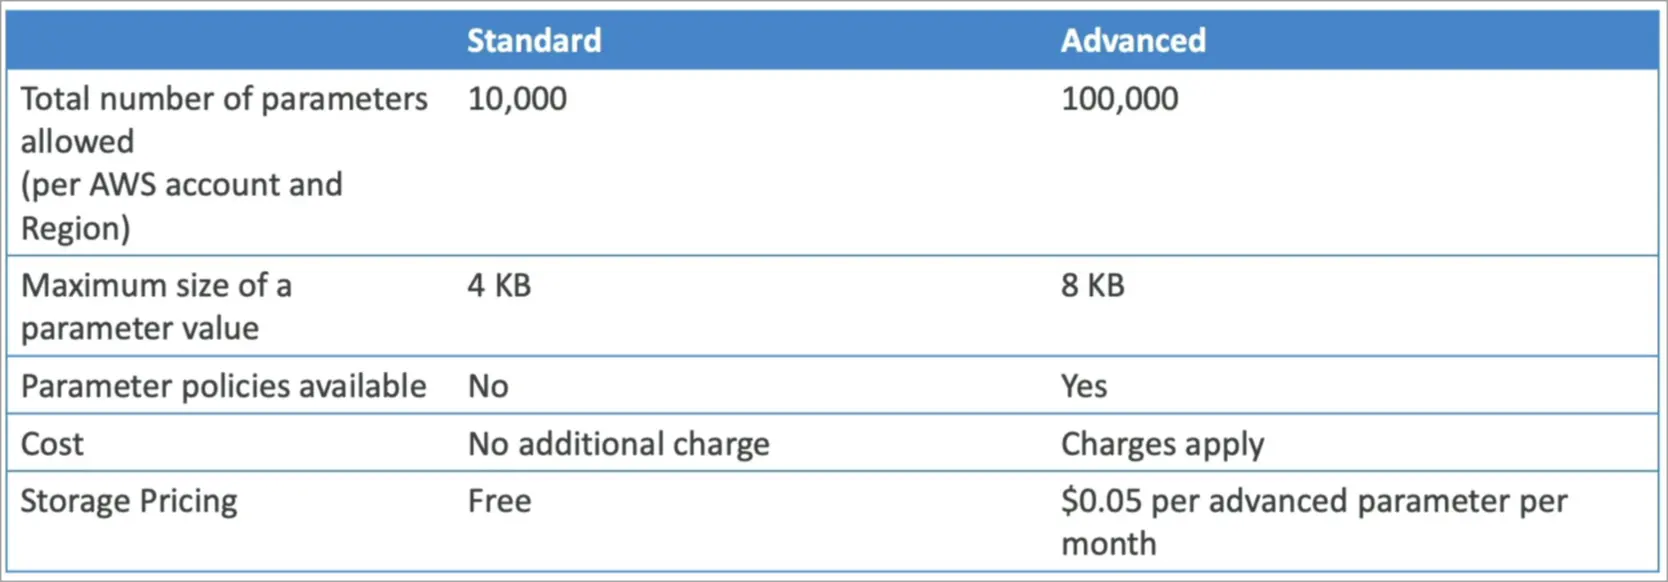 Standard Advanced
Total number of parameters 10,000 100,000
allowed
(per AWS account and
Region)
Maximum size of a 4 KB 8 KB
parameter value
Parameter policies available No Yes
Cost No additional charge Charges apply
Storage Pricing Free $0.05 per advanced parameter per
month